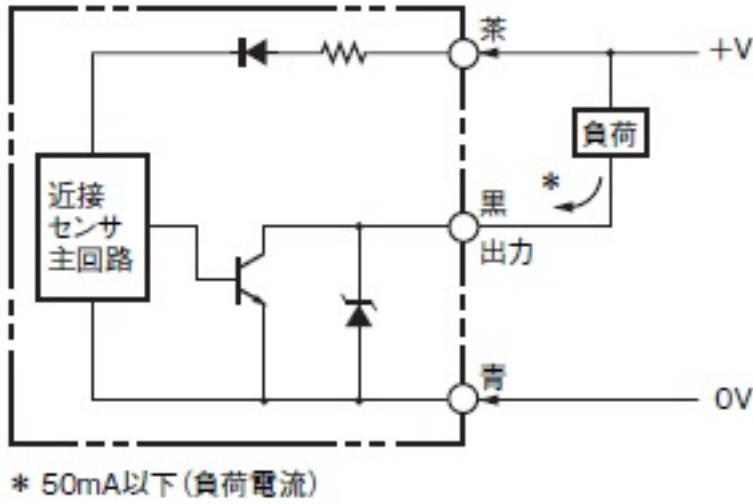 茶
+V
負荷
近接
センサ
主回路
*
黒
出力
青
0V
* 50mA以下(負荷電流)